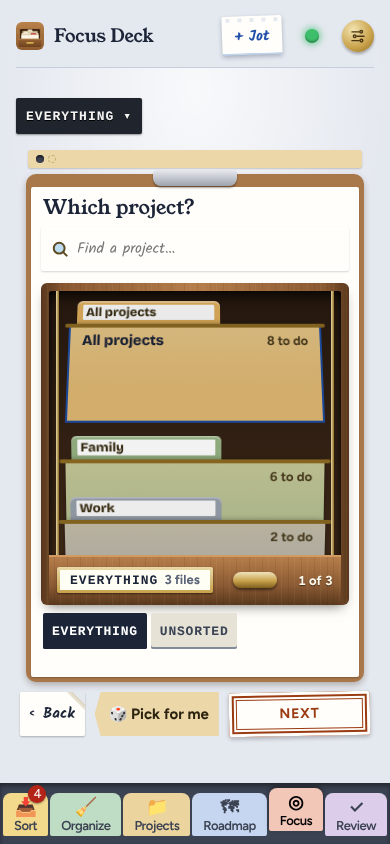 Focus Deck
+ Jot
EVERYTHING ▾
Which project?
Find a project...
All projects
All projects 8 to do
Family
6 to do
Work
2 to do
EVERYTHING 3 files
1 of 3
EVERYTHING UNSORTED
‹ Back
Pick for me
NEXT
4
Sort Organize Projects Roadmap Focus Review